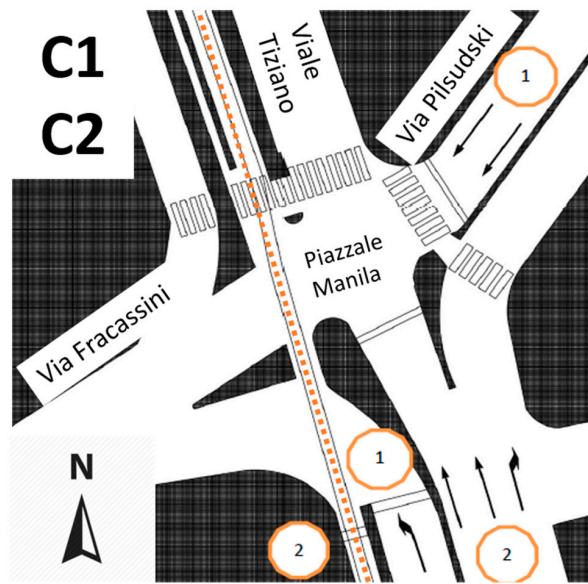 C1
C2
Viale
Tiziano
Via Pilsudski
1
Piazzale
Manila
Via Fracassini
N
1
2
2